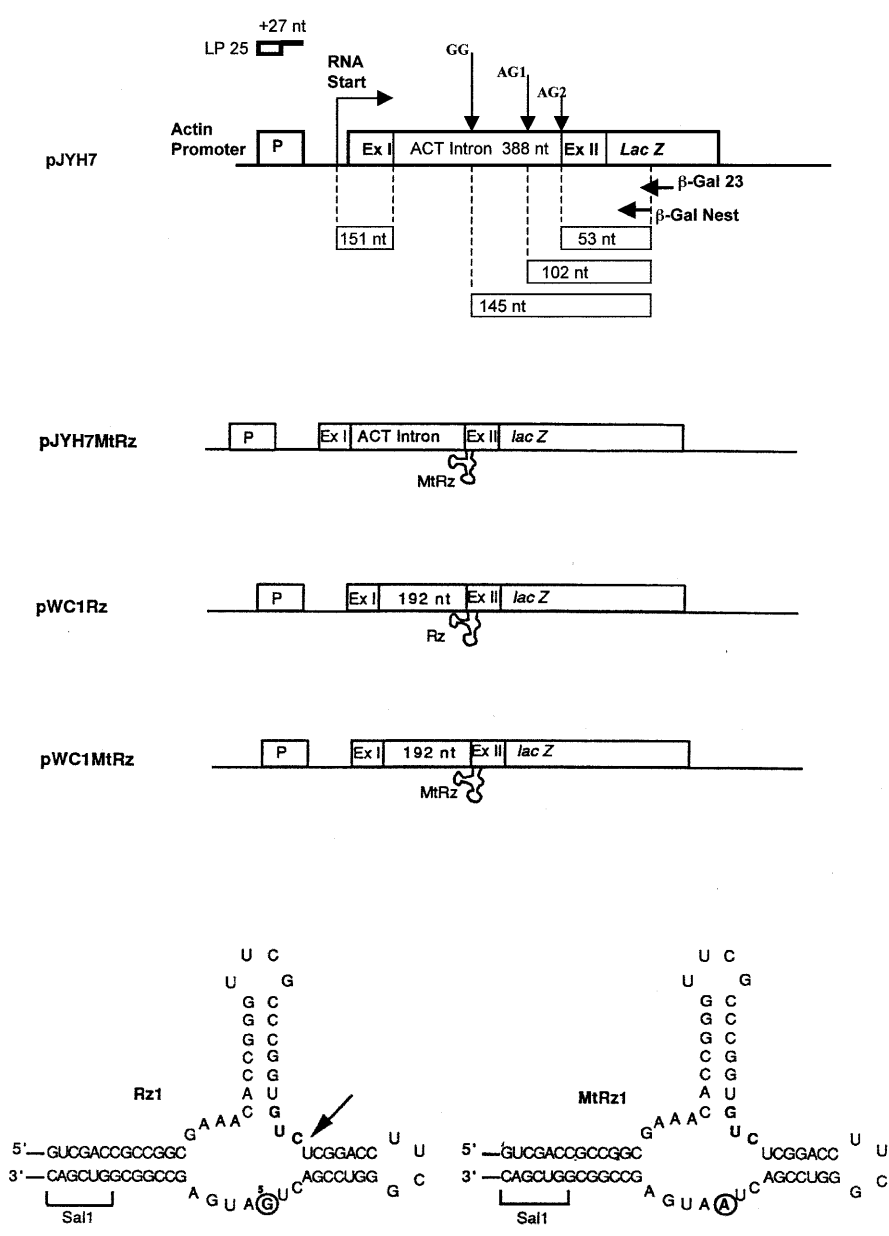 +27 nt
LP 25
RNA
Start
GG
AG1
AG2
Actin
Promoter
P
Ex I
ACT Intron 388 nt
Ex II
Lac Z
pJYH7
β-Gal 23
β-Gal Nest
151 nt
53 nt
102 nt
145 nt
pJYH7MtRz
P
Ex I
ACT Intron
Ex II
lac Z
MtRz
pWC1Rz
P
Ex I
192 nt
Ex II
lac Z
Rz
pWC1MtRz
P
Ex I
192 nt
Ex II
lac Z
MtRz
U C
U G
G C
G C
G C
C G
C G
A U
C G
Rz1
G A A A
U C
5'—GUCGACCGCCGGC
UCGGACC
U U
3'—CAGCUGGCGGCCG
AGCCUGG
G C
A G U A G U C
5
Sal1
U C
U G
G C
G C
G C
C G
C G
A U
C G
MtRz1
G A A A
U C
5'—GUCGACCGCCGGC
UCGGACC
U U
3'—CAGCUGGCGGCCG
AGCCUGG
G C
A G U A A U C
Sal1